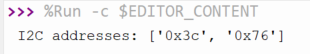 >>> %Run -c $EDITOR_CONTENT
I2C addresses: ['0x3c', '0x76']